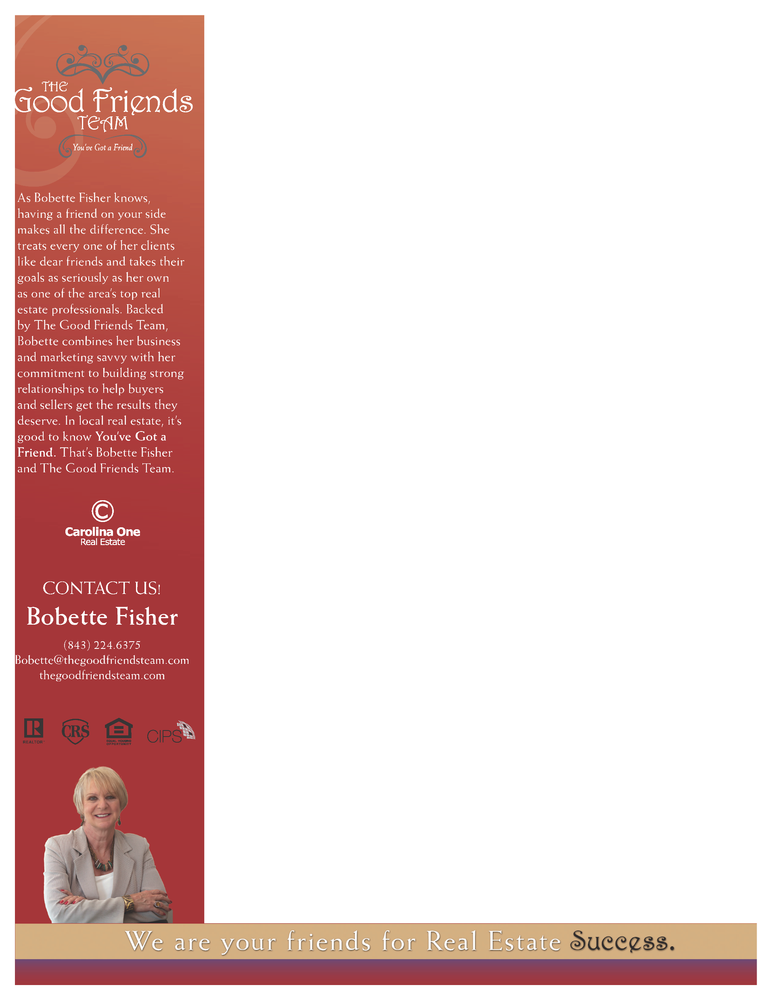 THE
Good Friends
TEAM
You've Got a Friend
As Bobette Fisher knows,
having a friend on your side
makes all the difference. She
treats every one of her clients
like dear friends and takes their
goals as seriously as her own
as one of the area's top real
estate professionals. Backed
by The Good Friends Team,
Bobette combines her business
and marketing savvy with her
commitment to building strong
relationships to help buyers
and sellers get the results they
deserve. In local real estate, it's
good to know You've Got a
Friend. That's Bobette Fisher
and The Good Friends Team.
C
Carolina One
Real Estate
CONTACT US!
Bobette Fisher
(843) 224.6375
Bobette@thegoodfriendsteam.com
thegoodfriendsteam.com
R
REALTOR®
CRS
EQUAL HOUSING
OPPORTUNITY
CIPS
We are your friends for Real Estate Success.